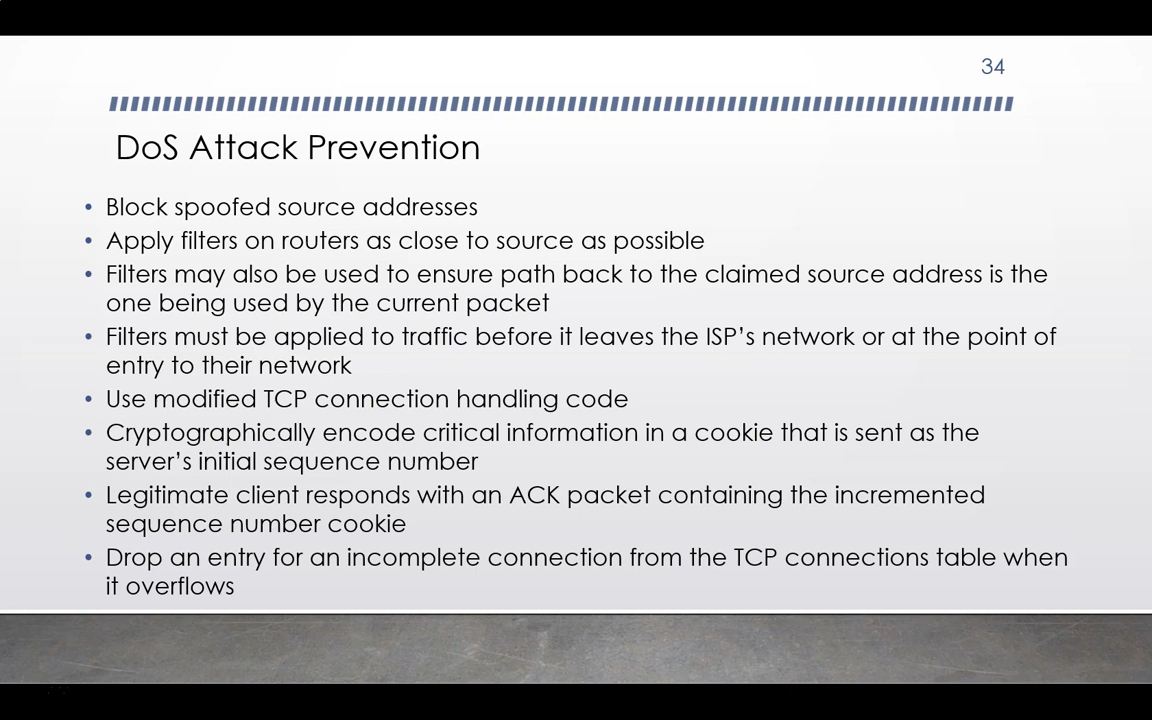 34
DoS Attack Prevention
• Block spoofed source addresses
• Apply filters on routers as close to source as possible
• Filters may also be used to ensure path back to the claimed source address is the
one being used by the current packet
• Filters must be applied to traffic before it leaves the ISP’s network or at the point of
entry to their network
• Use modified TCP connection handling code
• Cryptographically encode critical information in a cookie that is sent as the
server’s initial sequence number
• Legitimate client responds with an ACK packet containing the incremented
sequence number cookie
• Drop an entry for an incomplete connection from the TCP connections table when
it overflows